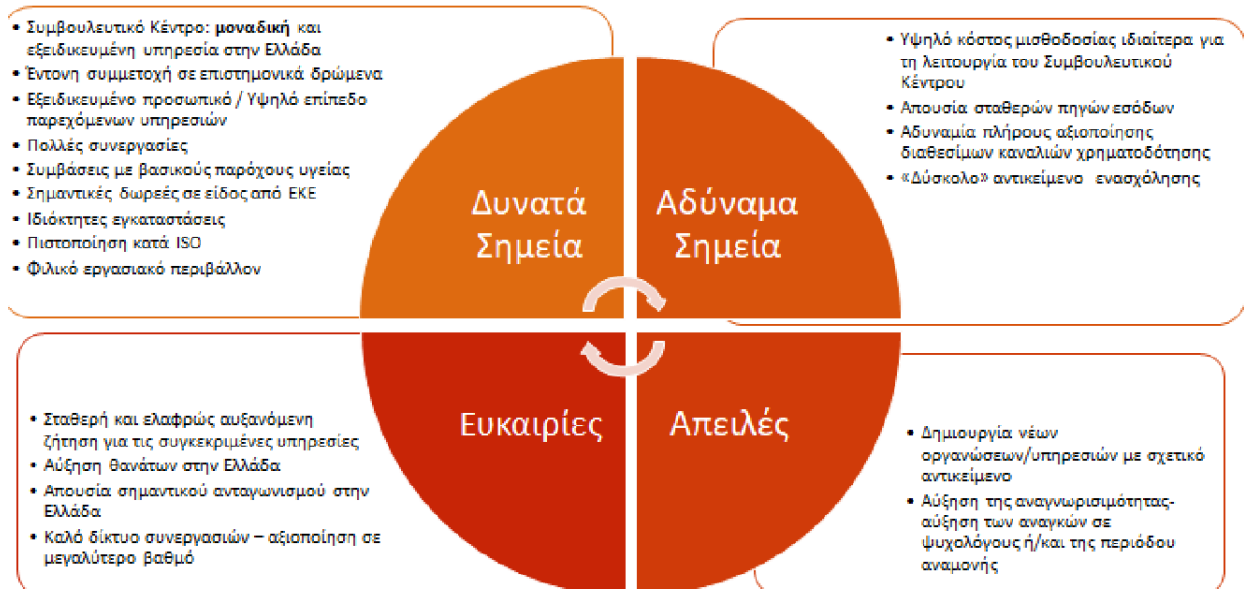 • Συμβουλευτικό Κέντρο: μοναδική και
εξειδικευμένη υπηρεσία στην Ελλάδα
• Έντονη συμμετοχή σε επιστημονικά δρώμενα
• Εξειδικευμένο προσωπικό / Υψηλό επίπεδο
παρεχόμενων υπηρεσιών
• Πολλές συνεργασίες
• Συμβάσεις με βασικούς παρόχους υγείας
• Σημαντικές δωρεές σε είδος από ΕΚΕ
• Ιδιόκτητες εγκαταστάσεις
• Πιστοποίηση κατά ISO
• Φιλικό εργασιακό περιβάλλον
Δυνατά
Σημεία
Αδύναμα
Σημεία
• Υψηλό κόστος μισθοδοσίας ιδιαίτερα για
τη λειτουργία του Συμβουλευτικού
Κέντρου
• Απουσία σταθερών πηγών εσόδων
• Αδυναμία πλήρους αξιοποίησης
διαθεσίμων καναλιών χρηματοδότησης
• «Δύσκολο» αντικείμενο ενασχόλησης
• Σταθερή και ελαφρώς αυξανόμενη
ζήτηση για τις συγκεκριμένες υπηρεσίες
• Αύξηση θανάτων στην Ελλάδα
• Απουσία σημαντικού ανταγωνισμού στην
Ελλάδα
• Καλό δίκτυο συνεργασιών – αξιοποίηση σε
μεγαλύτερο βαθμό
Ευκαιρίες
Απειλές
• Δημιουργία νέων
οργανώσεων/υπηρεσιών με σχετικό
αντικείμενο
• Αύξηση της αναγνωρισιμότητας-
αύξηση των αναγκών σε
ψυχολόγους ή/και της περιόδου
αναμονής